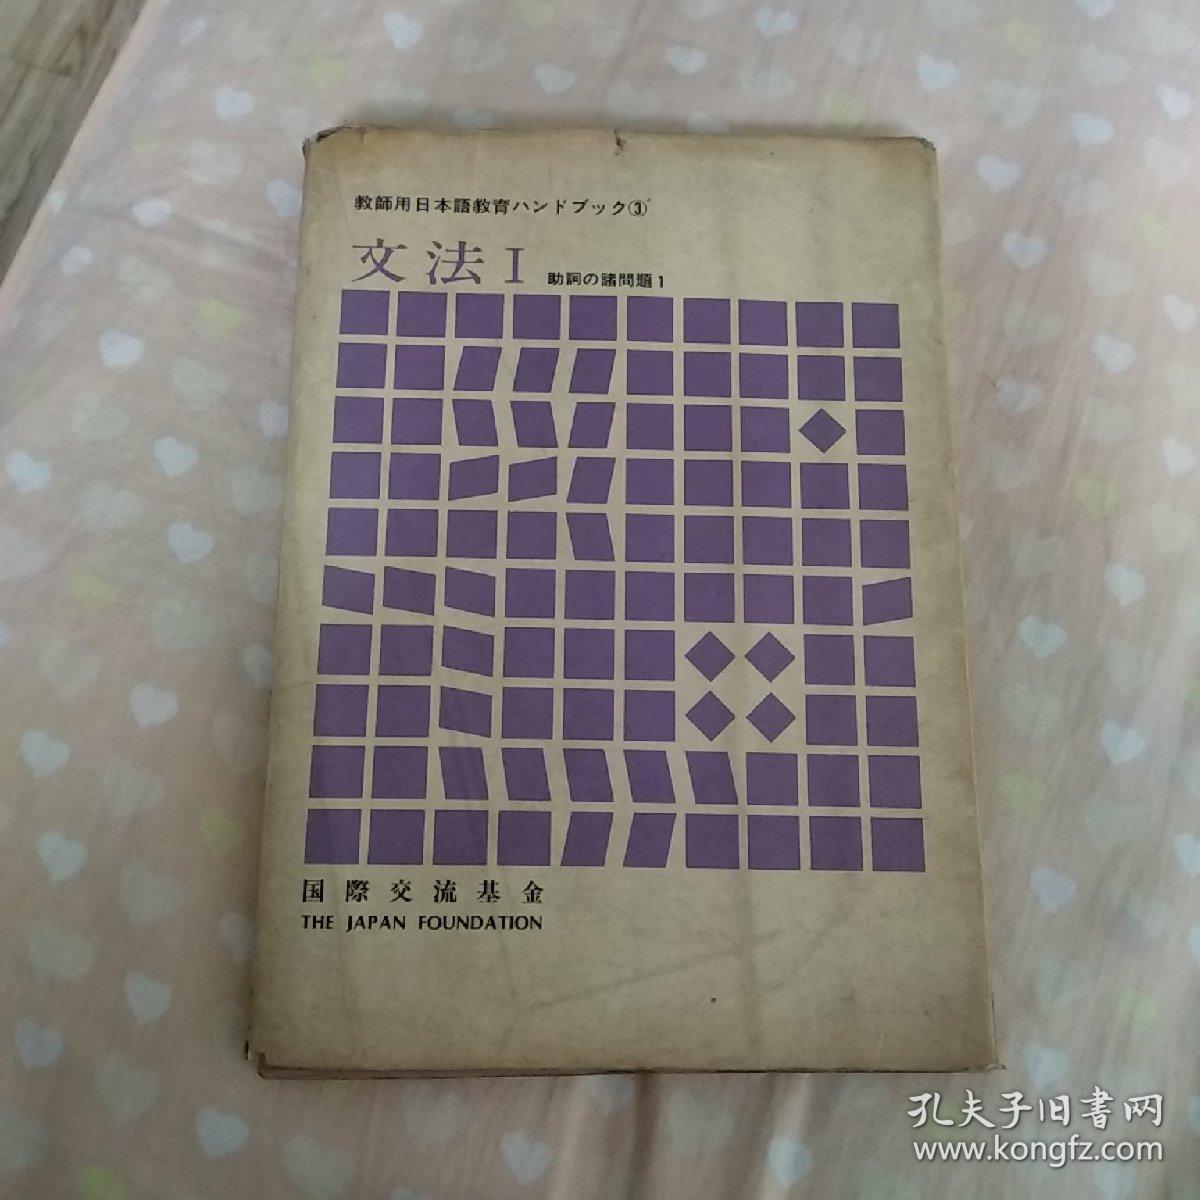 教師用日本語教育ハンドブック③
文法I
助詞の諸問題1
国際交流基金
THE JAPAN FOUNDATION
孔夫子旧書网
www.kongfz.com